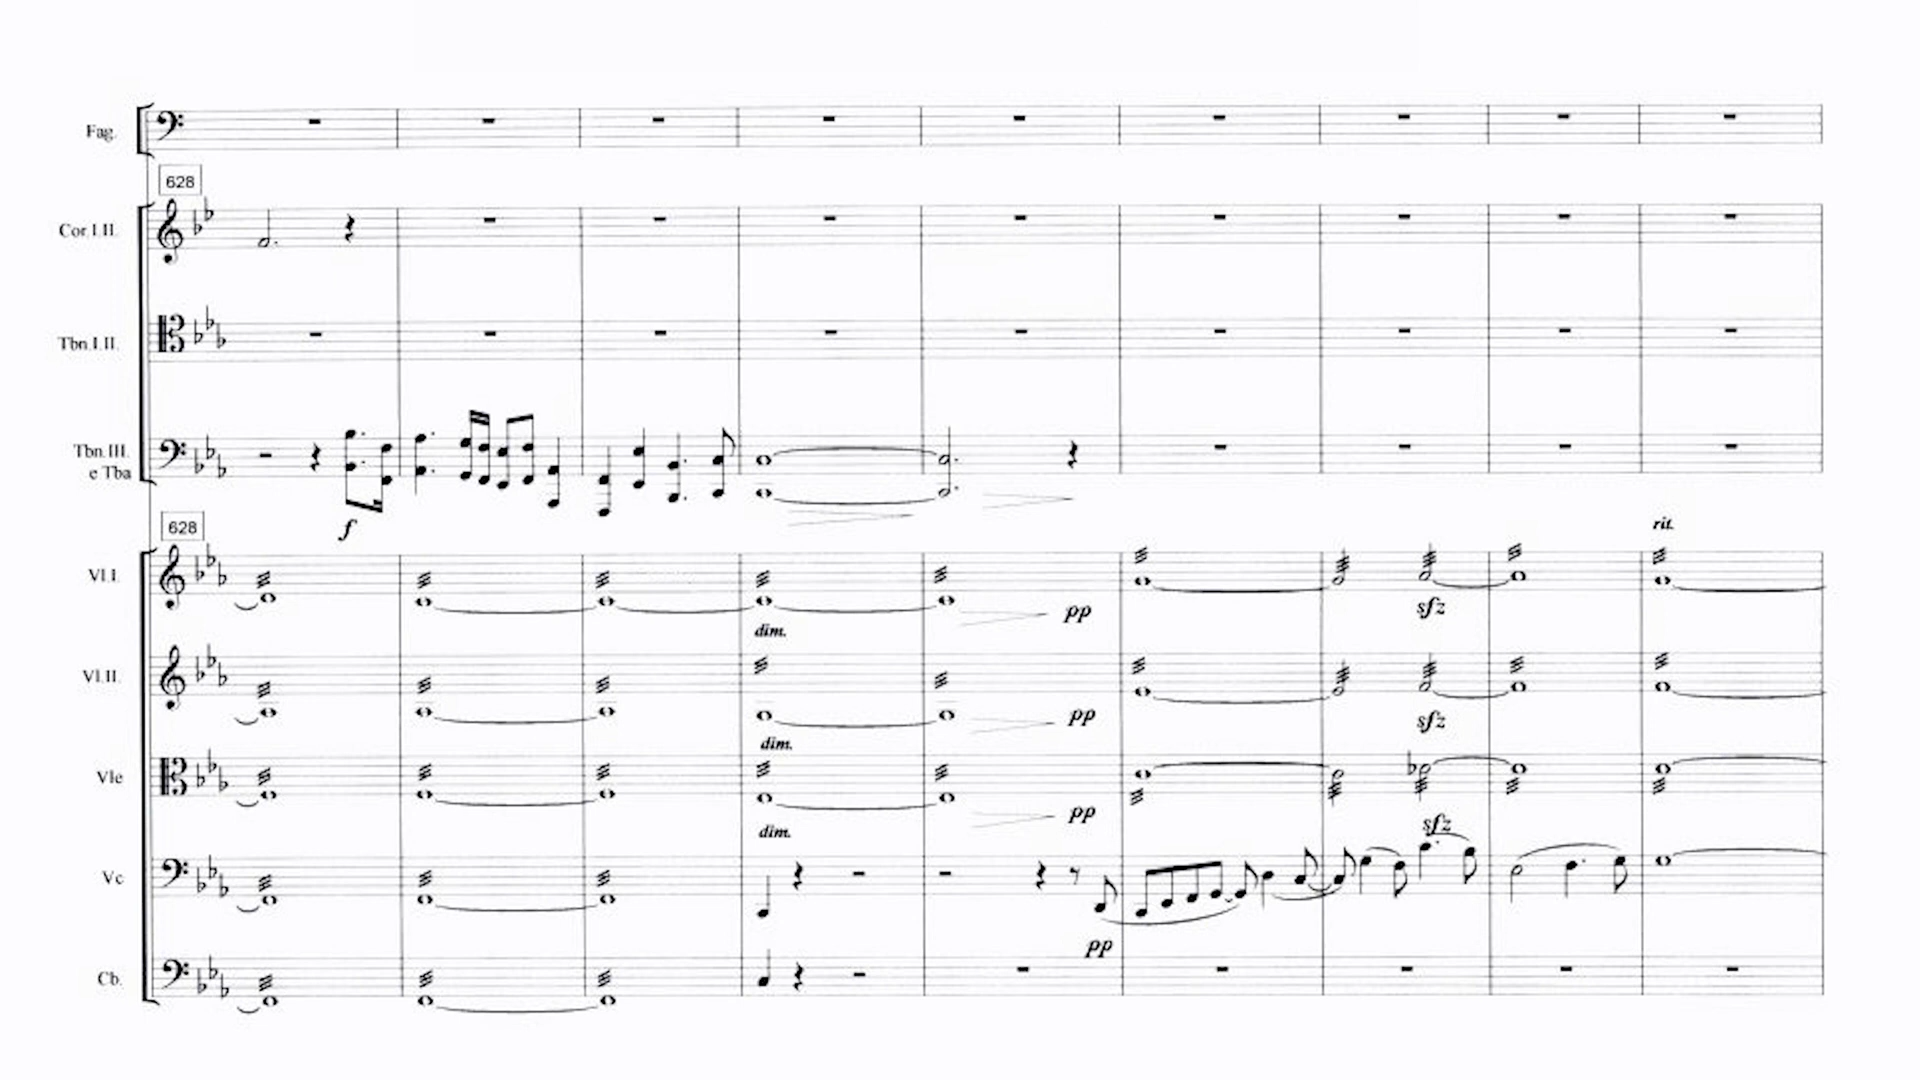 Fag.
628
Cor.I.II.
Tbn.I.II.
Tbn.III.
e Tba
f
628
rit.
Vl.I.
pp
sfz
dim.
Vl.II.
pp
sfz
dim.
Vle
pp
sfz
dim.
Vc
pp
Cb.